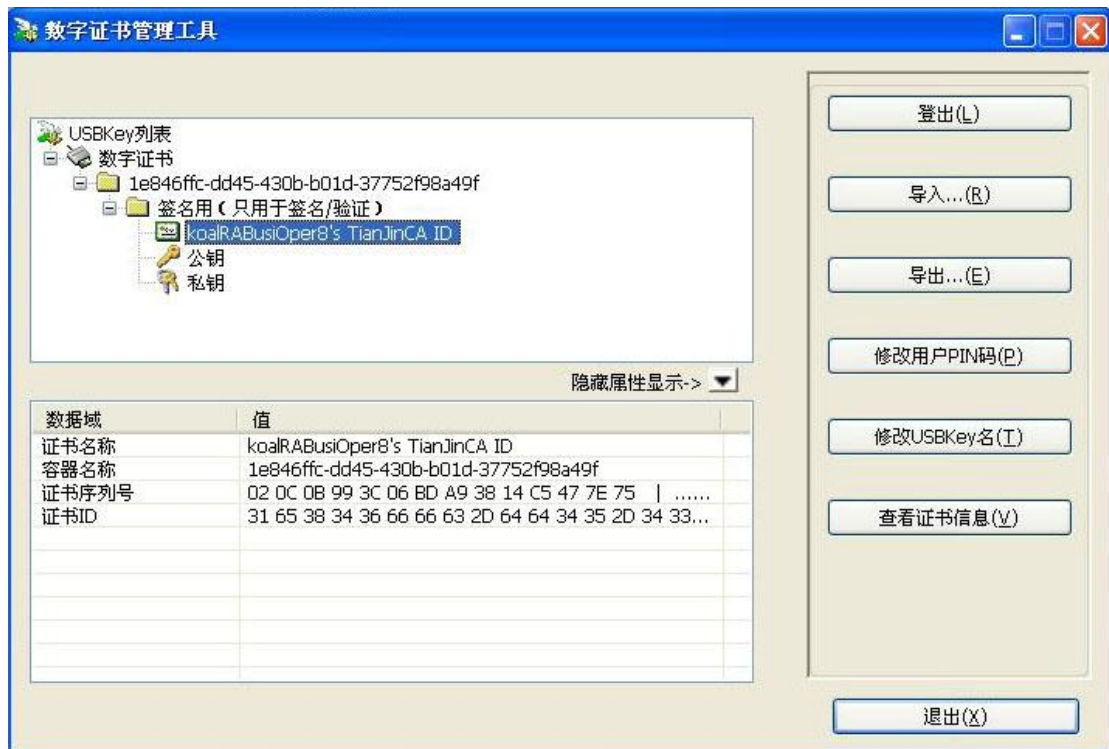 数字证书管理工具
USBKey列表
数字证书
1e846ffc-dd45-430b-b01d-37752f98a49f
签名用(只用于签名/验证)
koalRABusiOper8's TianJinCA ID
公钥
私钥
隐藏属性显示->
数据域 值
证书名称 koalRABusiOper8's TianJinCA ID
容器名称 1e846ffc-dd45-430b-b01d-37752f98a49f
证书序列号 02 0C 0B 99 3C 06 BD A9 38 14 C5 47 7E 75 | ......
证书ID 31 65 38 34 36 66 66 63 2D 64 64 34 35 2D 34 33...
登出(L)
导入...(R)
导出...(E)
修改用户PIN码(P)
修改USBKey名(T)
查看证书信息(V)
退出(X)